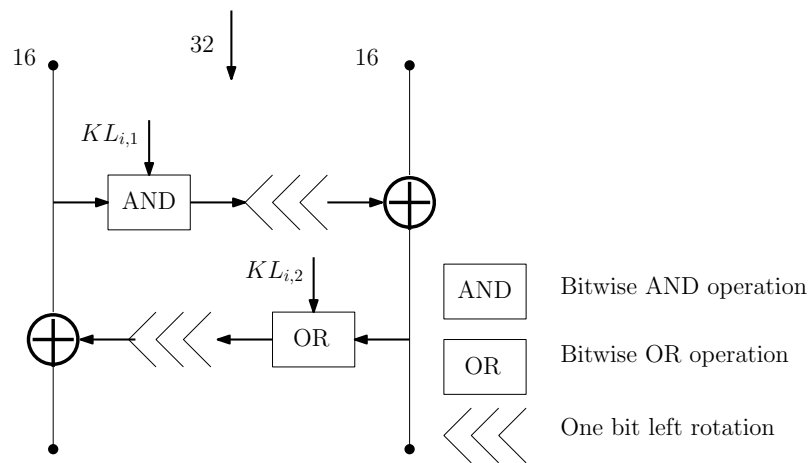 32
16
16
KL_{i,1}
AND
KL_{i,2}
OR
AND Bitwise AND operation
OR Bitwise OR operation
One bit left rotation